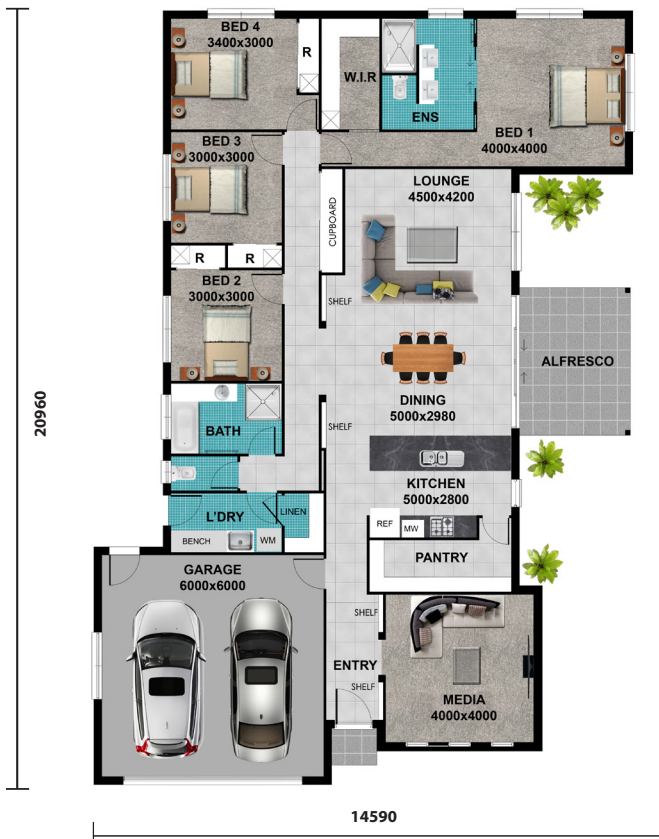 BED 4
3400x3000
R
W.I.R
ENS
BED 1
4000x4000
BED 3
3000x3000
LOUNGE
4500x4200
CUPBOARD
R
R
BED 2
3000x3000
SHELF
ALFRESCO
DINING
5000x2980
20960
BATH
SHELF
KITCHEN
5000x2800
L'DRY
LINEN
BENCH
WM
REF
MW
PANTRY
GARAGE
6000x6000
SHELF
ENTRY
SHELF
MEDIA
4000x4000
14590